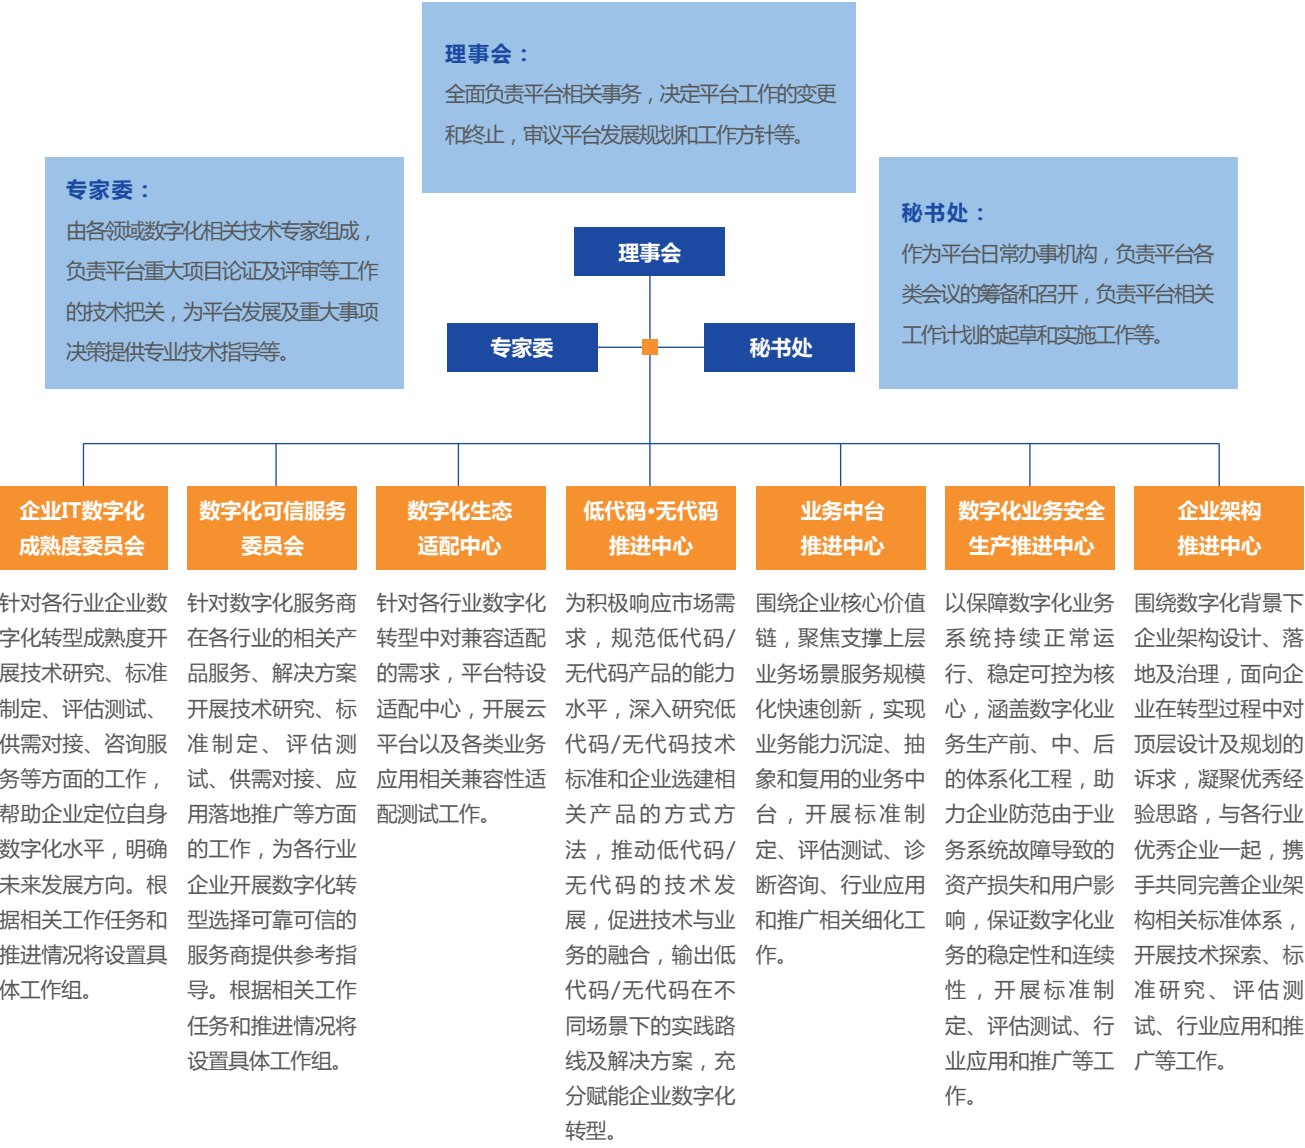 理事会：
全面负责平台相关事务，决定平台工作的变更
和终止，审议平台发展规划和工作方针等。
专家委：
由各领域数字化相关技术专家组成，
负责平台重大项目论证及评审等工作
的技术把关，为平台发展及重大事项
决策提供专业技术指导等。
秘书处：
作为平台日常办事机构，负责平台各
类会议的筹备和召开，负责平台相关
工作计划的起草和实施工作等。
理事会
专家委
秘书处
企业IT数字化
成熟度委员会
针对各行业企业数
字化转型成熟度开
展技术研究、标准
制定、评估测试、
供需对接、咨询服
务等方面的工作，
帮助企业定位自身
数字化水平，明确
未来发展方向。根
据相关工作任务和
推进情况将设置具
体工作组。
数字化可信服务
委员会
针对数字化服务商
在各行业的相关产
品服务、解决方案
开展技术研究、标
准制定、评估测
试、供需对接、应
用落地推广等方面
的工作，为各行业
企业开展数字化转
型选择可靠可信的
服务商提供参考指
导。根据相关工作
任务和推进情况将
设置具体工作组。
数字化生态
适配中心
针对各行业数字化
转型中对兼容适配
的需求，平台特设
适配中心，开展云
平台以及各类业务
应用相关兼容性适
配测试工作。
低代码•无代码
推进中心
为积极响应市场需
求，规范低代码/
无代码产品的能力
水平，深入研究低
代码/无代码技术
标准和企业选建相
关产品的方式方
法，推动低代码/
无代码的技术发
展，促进技术与业
务的融合，输出低
代码/无代码在不
同场景下的实践路
线及解决方案，充
分赋能企业数字化
转型。
业务中台
推进中心
围绕企业核心价值
链，聚焦支撑上层
业务场景服务规模
化快速创新，实现
业务能力沉淀、抽
象和复用的业务中
台，开展标准制
定、评估测试、诊
断咨询、行业应用
和推广相关细化工
作。
数字化业务安全
生产推进中心
以保障数字化业务
系统持续正常运
行、稳定可控为核
心，涵盖数字化业
务生产前、中、后
的体系化工程，助
力企业防范由于业
务系统故障导致的
资产损失和用户影
响，保证数字化业
务的稳定性和连续
性，开展标准制
定、评估测试、行
业应用和推广等工
作。
企业架构
推进中心
围绕数字化背景下
企业架构设计、落
地及治理，面向企
业在转型过程中对
顶层设计及规划的
诉求，凝聚优秀经
验思路，与各行业
优秀企业一起，携
手共同完善企业架
构相关标准体系，
开展技术探索、标
准研究、评估测
试、行业应用和推
广等工作。